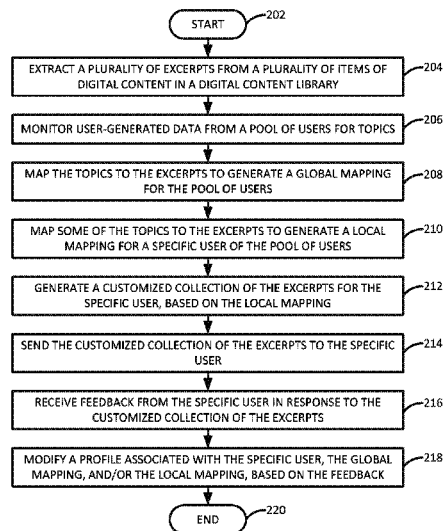 START
202
EXTRACT A PLURALITY OF EXCERPTS FROM A PLURALITY OF ITEMS OF
DIGITAL CONTENT IN A DIGITAL CONTENT LIBRARY
204
MONITOR USER-GENERATED DATA FROM A POOL OF USERS FOR TOPICS
206
MAP THE TOPICS TO THE EXCERPTS TO GENERATE A GLOBAL MAPPING
FOR THE POOL OF USERS
208
MAP SOME OF THE TOPICS TO THE EXCERPTS TO GENERATE A LOCAL
MAPPING FOR A SPECIFIC USER OF THE POOL OF USERS
210
GENERATE A CUSTOMIZED COLLECTION OF THE EXCERPTS FOR THE
SPECIFIC USER, BASED ON THE LOCAL MAPPING
212
SEND THE CUSTOMIZED COLLECTION OF THE EXCERPTS TO THE SPECIFIC
USER
214
RECEIVE FEEDBACK FROM THE SPECIFIC USER IN RESPONSE TO THE
CUSTOMIZED COLLECTION OF THE EXCERPTS
216
MODIFY A PROFILE ASSOCIATED WITH THE SPECIFIC USER, THE GLOBAL
MAPPING, AND/OR THE LOCAL MAPPING, BASED ON THE FEEDBACK
218
END
220